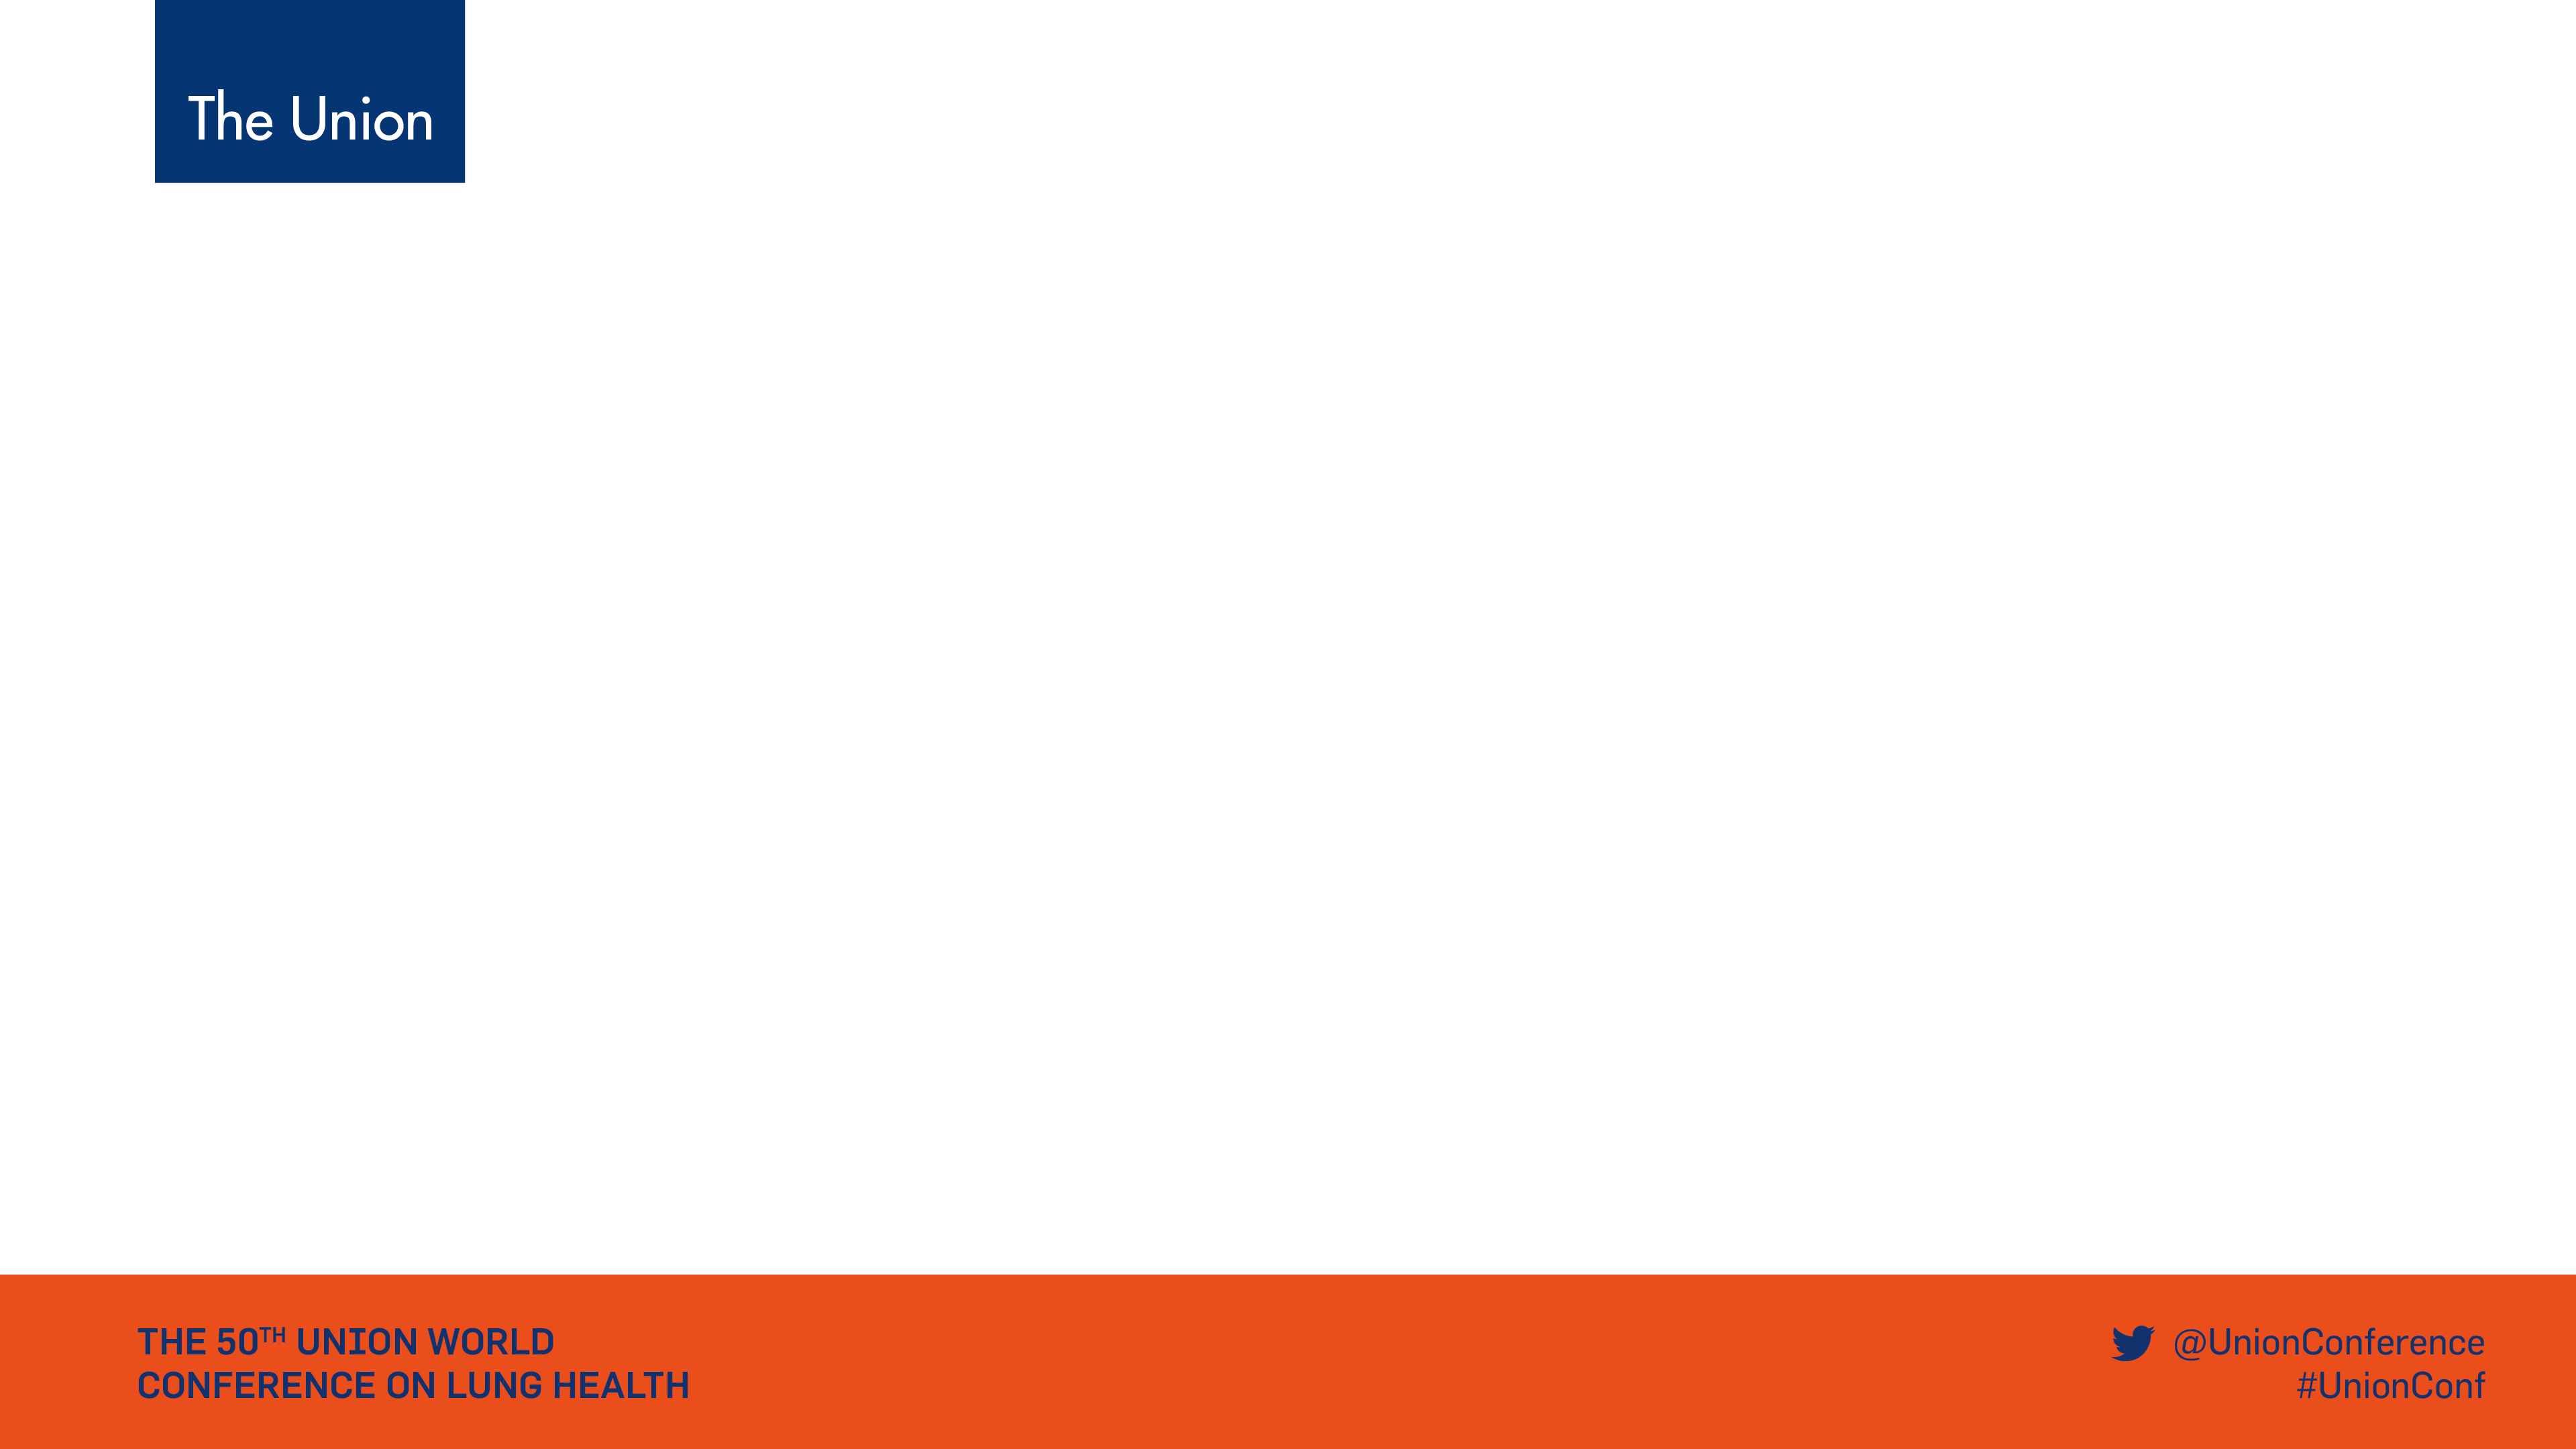 The Union
THE 50TH UNION WORLD
CONFERENCE ON LUNG HEALTH
@UnionConference
#UnionConf